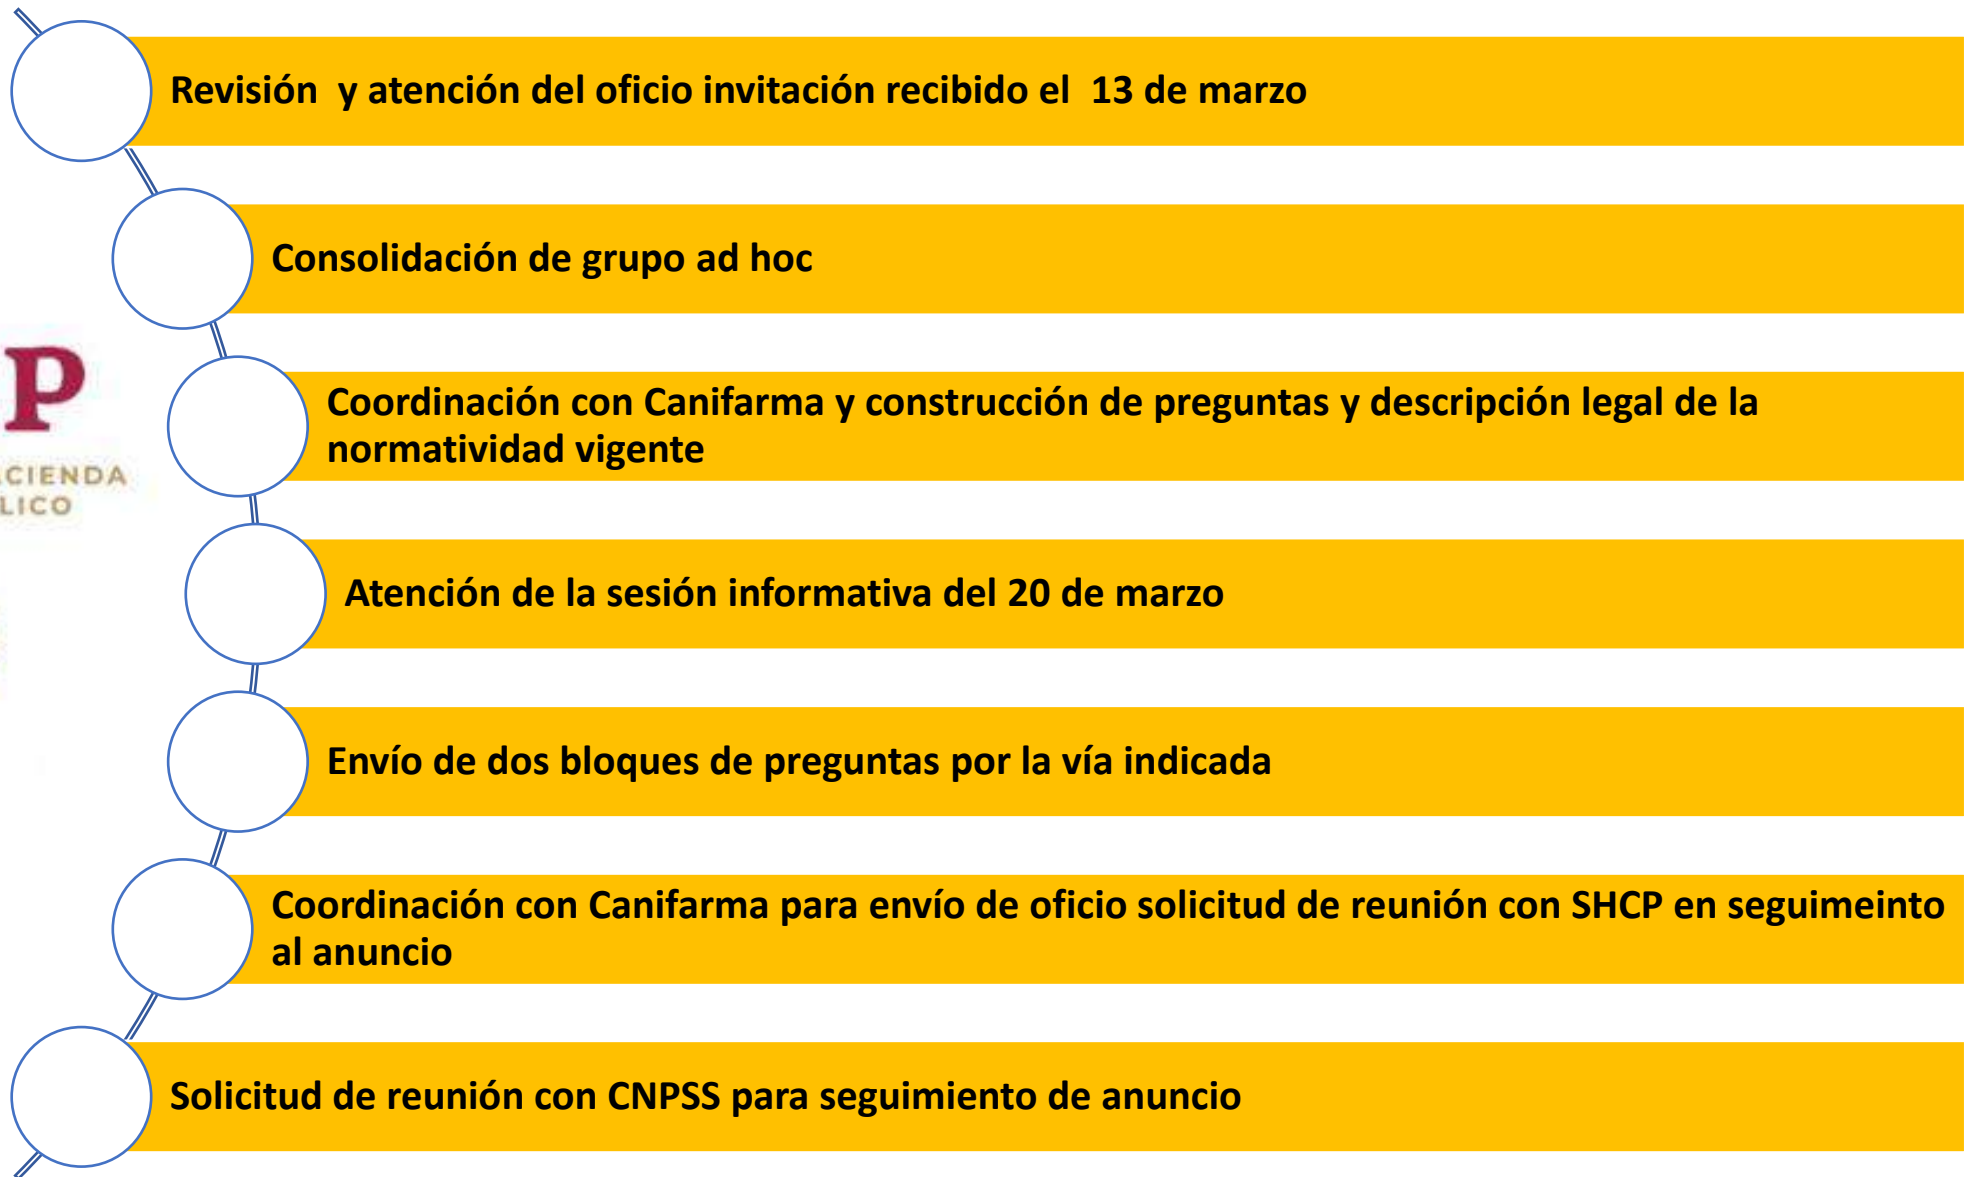 Revisión  y atención del oficio invitación recibido el  13 de marzo
Consolidación de grupo ad hoc
P
CIENDA
LICO
Coordinación con Canifarma y construcción de preguntas y descripción legal de la
normatividad vigente
Atención de la sesión informativa del 20 de marzo
Envío de dos bloques de preguntas por la vía indicada
Coordinación con Canifarma para envío de oficio solicitud de reunión con SHCP en seguimeinto
al anuncio
Solicitud de reunión con CNPSS para seguimiento de anuncio